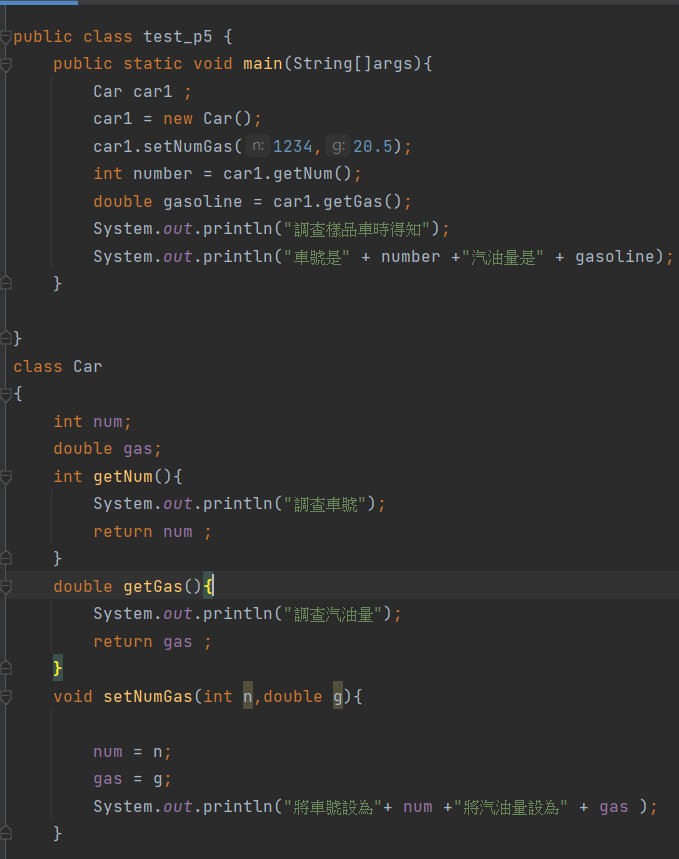 public class test_p5 {
public static void main(String[]args){
Car car1 ;
car1 = new Car();
car1.setNumGas( n: 1234, g: 20.5);
int number = car1.getNum();
double gasoline = car1.getGas();
System.out.println("調查樣品車時得知");
System.out.println("車號是" + number +"汽油量是" + gasoline);
}
}
class Car
{
int num;
double gas;
int getNum(){
System.out.println("調查車號");
return num ;
}
double getGas(){
System.out.println("調查汽油量");
return gas ;
}
void setNumGas(int n,double g){
num = n;
gas = g;
System.out.println("將車號設為"+ num +"將汽油量設為" + gas );
}